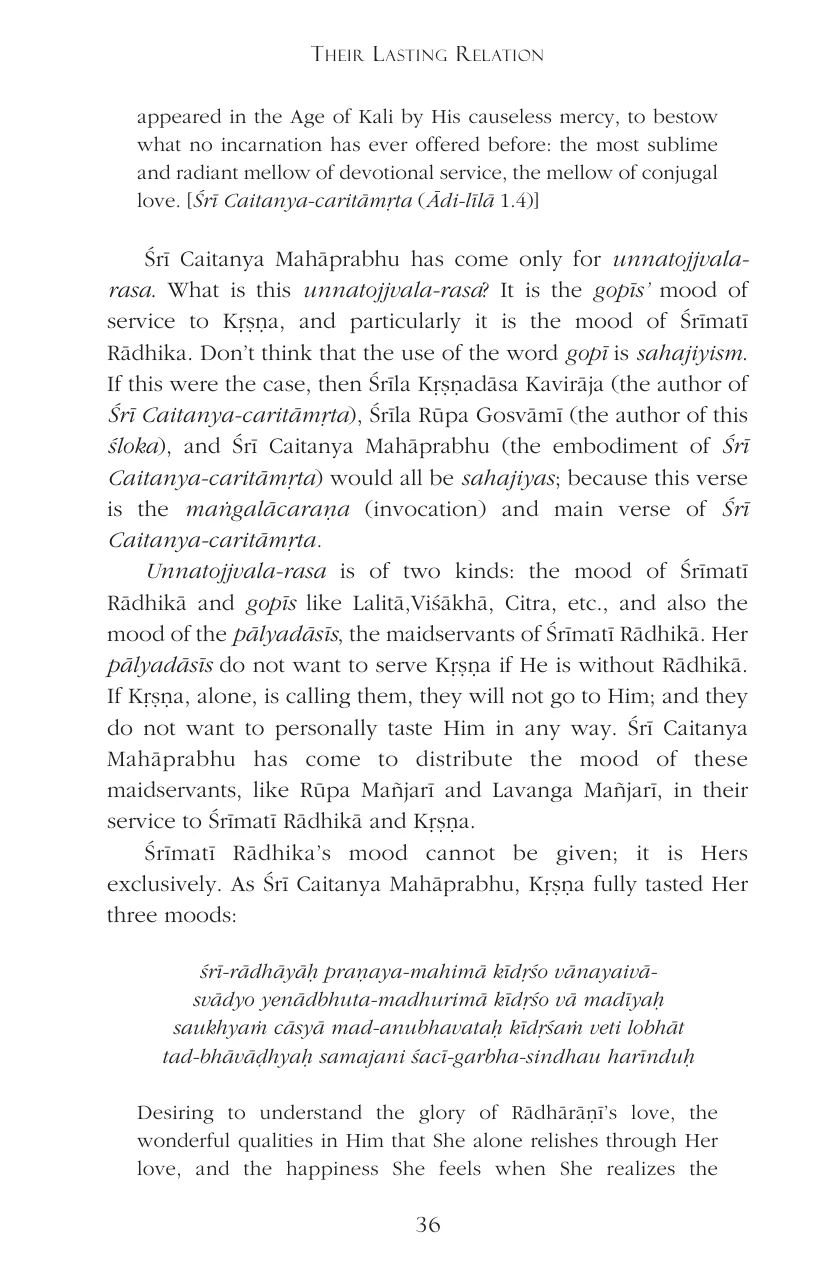 THEIR LASTING RELATION
appeared in the Age of Kali by His causeless mercy, to bestow
what no incarnation has ever offered before: the most sublime
and radiant mellow of devotional service, the mellow of conjugal
love. [Śrī Caitanya-caritāmṛta (Ādi-līlā 1.4)]
Śrī Caitanya Mahāprabhu has come only for unnatojjvala-
rasa. What is this unnatojjvala-rasa? It is the gopīs’ mood of
service to Kṛṣṇa, and particularly it is the mood of Śrīmatī
Rādhika. Don’t think that the use of the word gopī is sahajiyism.
If this were the case, then Śrīla Kṛṣṇadāsa Kavirāja (the author of
Śrī Caitanya-caritāmṛta), Śrīla Rūpa Gosvāmī (the author of this
śloka), and Śrī Caitanya Mahāprabhu (the embodiment of Śrī
Caitanya-caritāmṛta) would all be sahajiyas; because this verse
is the maṅgalācaraṇa (invocation) and main verse of Śrī
Caitanya-caritāmṛta.
Unnatojjvala-rasa is of two kinds: the mood of Śrīmatī
Rādhikā and gopīs like Lalitā,Viśākhā, Citra, etc., and also the
mood of the pālyadāsīs, the maidservants of Śrīmatī Rādhikā. Her
pālyadāsīs do not want to serve Kṛṣṇa if He is without Rādhikā.
If Kṛṣṇa, alone, is calling them, they will not go to Him; and they
do not want to personally taste Him in any way. Śrī Caitanya
Mahāprabhu has come to distribute the mood of these
maidservants, like Rūpa Mañjarī and Lavanga Mañjarī, in their
service to Śrīmatī Rādhikā and Kṛṣṇa.
Śrīmatī Rādhika’s mood cannot be given; it is Hers
exclusively. As Śrī Caitanya Mahāprabhu, Kṛṣṇa fully tasted Her
three moods:
śrī-rādhāyāḥ praṇaya-mahimā kīdṛśo vānayaivā-
svādyo yenādbhuta-madhurimā kīdṛśo vā madīyaḥ
saukhyaṁ cāsyā mad-anubhavataḥ kīdṛśaṁ veti lobhāt
tad-bhāvāḍhyaḥ samajani śacī-garbha-sindhau harīnduḥ
Desiring to understand the glory of Rādhārāṇī’s love, the
wonderful qualities in Him that She alone relishes through Her
love, and the happiness She feels when She realizes the
36